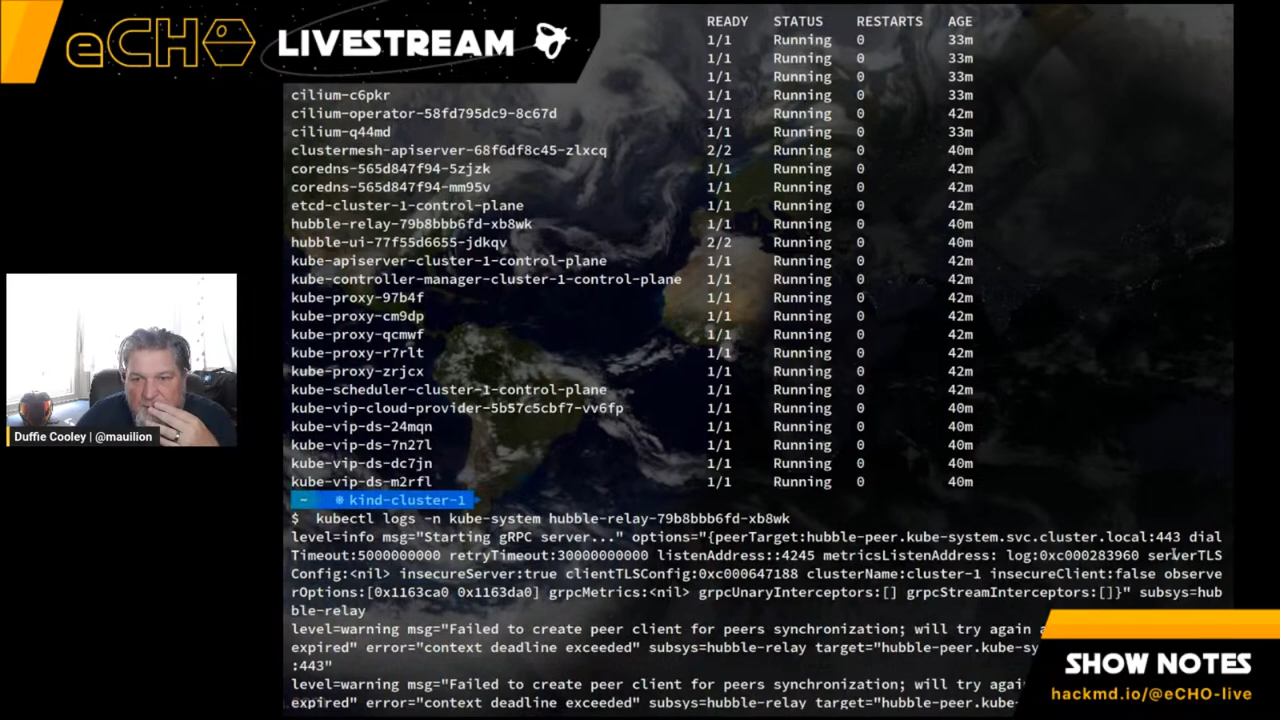 eCHO LIVESTREAM
READY STATUS RESTARTS AGE
1/1 Running 0 33m
1/1 Running 0 33m
1/1 Running 0 33m
cilium-c6pkr 1/1 Running 0 33m
cilium-operator-58fd795dc9-8c67d 1/1 Running 0 42m
cilium-q44md 1/1 Running 0 33m
clustermesh-apiserver-68f6df8c45-zlxcq 2/2 Running 0 40m
coredns-565d847f94-5zjzk 1/1 Running 0 42m
coredns-565d847f94-mm95v 1/1 Running 0 42m
etcd-cluster-1-control-plane 1/1 Running 0 42m
hubble-relay-79b8bbb6fd-xb8wk 1/1 Running 0 40m
hubble-ui-77f55d6655-jdkqv 2/2 Running 0 40m
kube-apiserver-cluster-1-control-plane 1/1 Running 0 42m
kube-controller-manager-cluster-1-control-plane 1/1 Running 0 42m
kube-proxy-97b4f 1/1 Running 0 42m
kube-proxy-cm9dp 1/1 Running 0 42m
kube-proxy-qcmwf 1/1 Running 0 42m
kube-proxy-r7rlt 1/1 Running 0 42m
kube-proxy-zrjcx 1/1 Running 0 42m
kube-scheduler-cluster-1-control-plane 1/1 Running 0 42m
kube-vip-cloud-provider-5b57c5cbf7-vv6fp 1/1 Running 0 40m
kube-vip-ds-24mqn 1/1 Running 0 40m
kube-vip-ds-7n27l 1/1 Running 0 40m
kube-vip-ds-dc7jn 1/1 Running 0 40m
kube-vip-ds-m2rfl 1/1 Running 0 40m
~ ⎈ kind-cluster-1
$ kubectl logs -n kube-system hubble-relay-79b8bbb6fd-xb8wk
level=info msg="Starting gRPC server..." options="{peerTarget:hubble-peer.kube-system.svc.cluster.local:443 dial
Timeout:5000000000 retryTimeout:30000000000 listenAddress::4245 metricsListenAddress: log:0xc000283960 serverTLS
Config:<nil> insecureServer:true clientTLSConfig:0xc000647188 clusterName:cluster-1 insecureClient:false observe
rOptions:[0x1163ca0 0x1163da0] grpcMetrics:<nil> grpcUnaryInterceptors:[] grpcStreamInterceptors:[]}" subsys=hub
ble-relay
level=warning msg="Failed to create peer client for peers synchronization; will try again
expired" error="context deadline exceeded" subsys=hubble-relay target="hubble-peer.kube-sy
:443"
level=warning msg="Failed to create peer client for peers synchronization; will try again
expired" error="context deadline exceeded" subsys=hubble-relay target="hubble-peer.kube-
Duffie Cooley | @mauilion
SHOW NOTES
hackmd.io/@eCHO-live